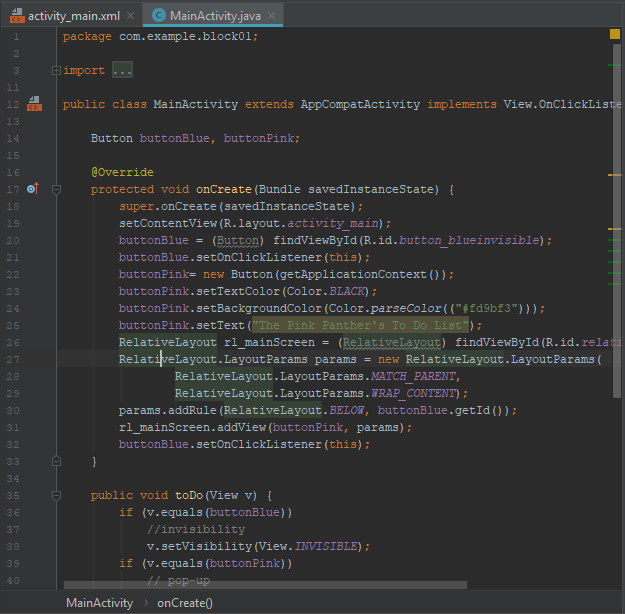 activity_main.xml MainActivity.java
1 package com.example.block01;
2
3 import ...
11
12 public class MainActivity extends AppCompatActivity implements View.OnClickListe
13
14 Button buttonBlue, buttonPink;
15
16 @Override
17 protected void onCreate(Bundle savedInstanceState) {
18 super.onCreate(savedInstanceState);
19 setContentView(R.layout.activity_main);
20 buttonBlue = (Button) findViewById(R.id.button_blueinvisible);
21 buttonBlue.setOnClickListener(this);
22 buttonPink= new Button(getApplicationContext());
23 buttonPink.setTextColor(Color.BLACK);
24 buttonPink.setBackgroundColor(Color.parseColor(("#fd9bf3")));
25 buttonPink.setText("The Pink Panther's To Do List");
26 RelativeLayout rl_mainScreen = (RelativeLayout) findViewById(R.id.relat
27 RelativeLayout.LayoutParams params = new RelativeLayout.LayoutParams(
28 RelativeLayout.LayoutParams.MATCH_PARENT,
29 RelativeLayout.LayoutParams.WRAP_CONTENT);
30 params.addRule(RelativeLayout.BELOW, buttonBlue.getId());
31 rl_mainScreen.addView(buttonPink, params);
32 buttonBlue.setOnClickListener(this);
33 }
34
35 public void toDo(View v) {
36 if (v.equals(buttonBlue))
37 //invisibility
38 v.setVisibility(View.INVISIBLE);
39 if (v.equals(buttonPink))
40 // pop-up
MainActivity > onCreate()